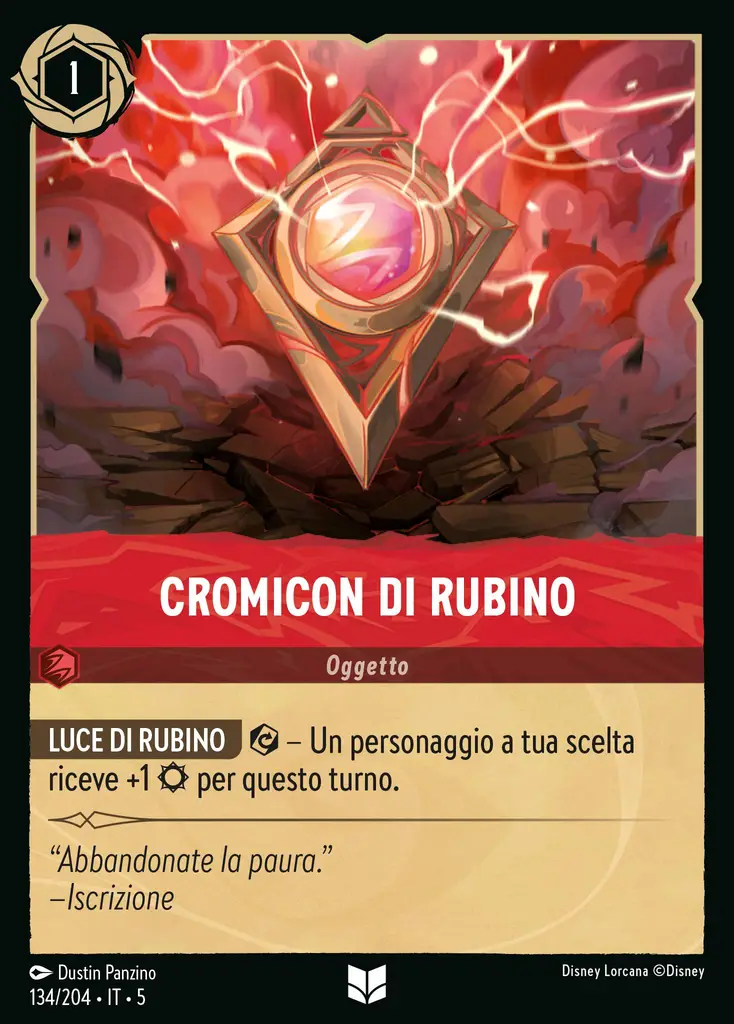 1
CROMICON DI RUBINO
Oggetto
LUCE DI RUBINO – Un personaggio a tua scelta
riceve +1 per questo turno.
“Abbandonate la paura.”
–Iscrizione
Dustin Panzino
Disney Lorcana ©Disney
134/204 • IT • 5